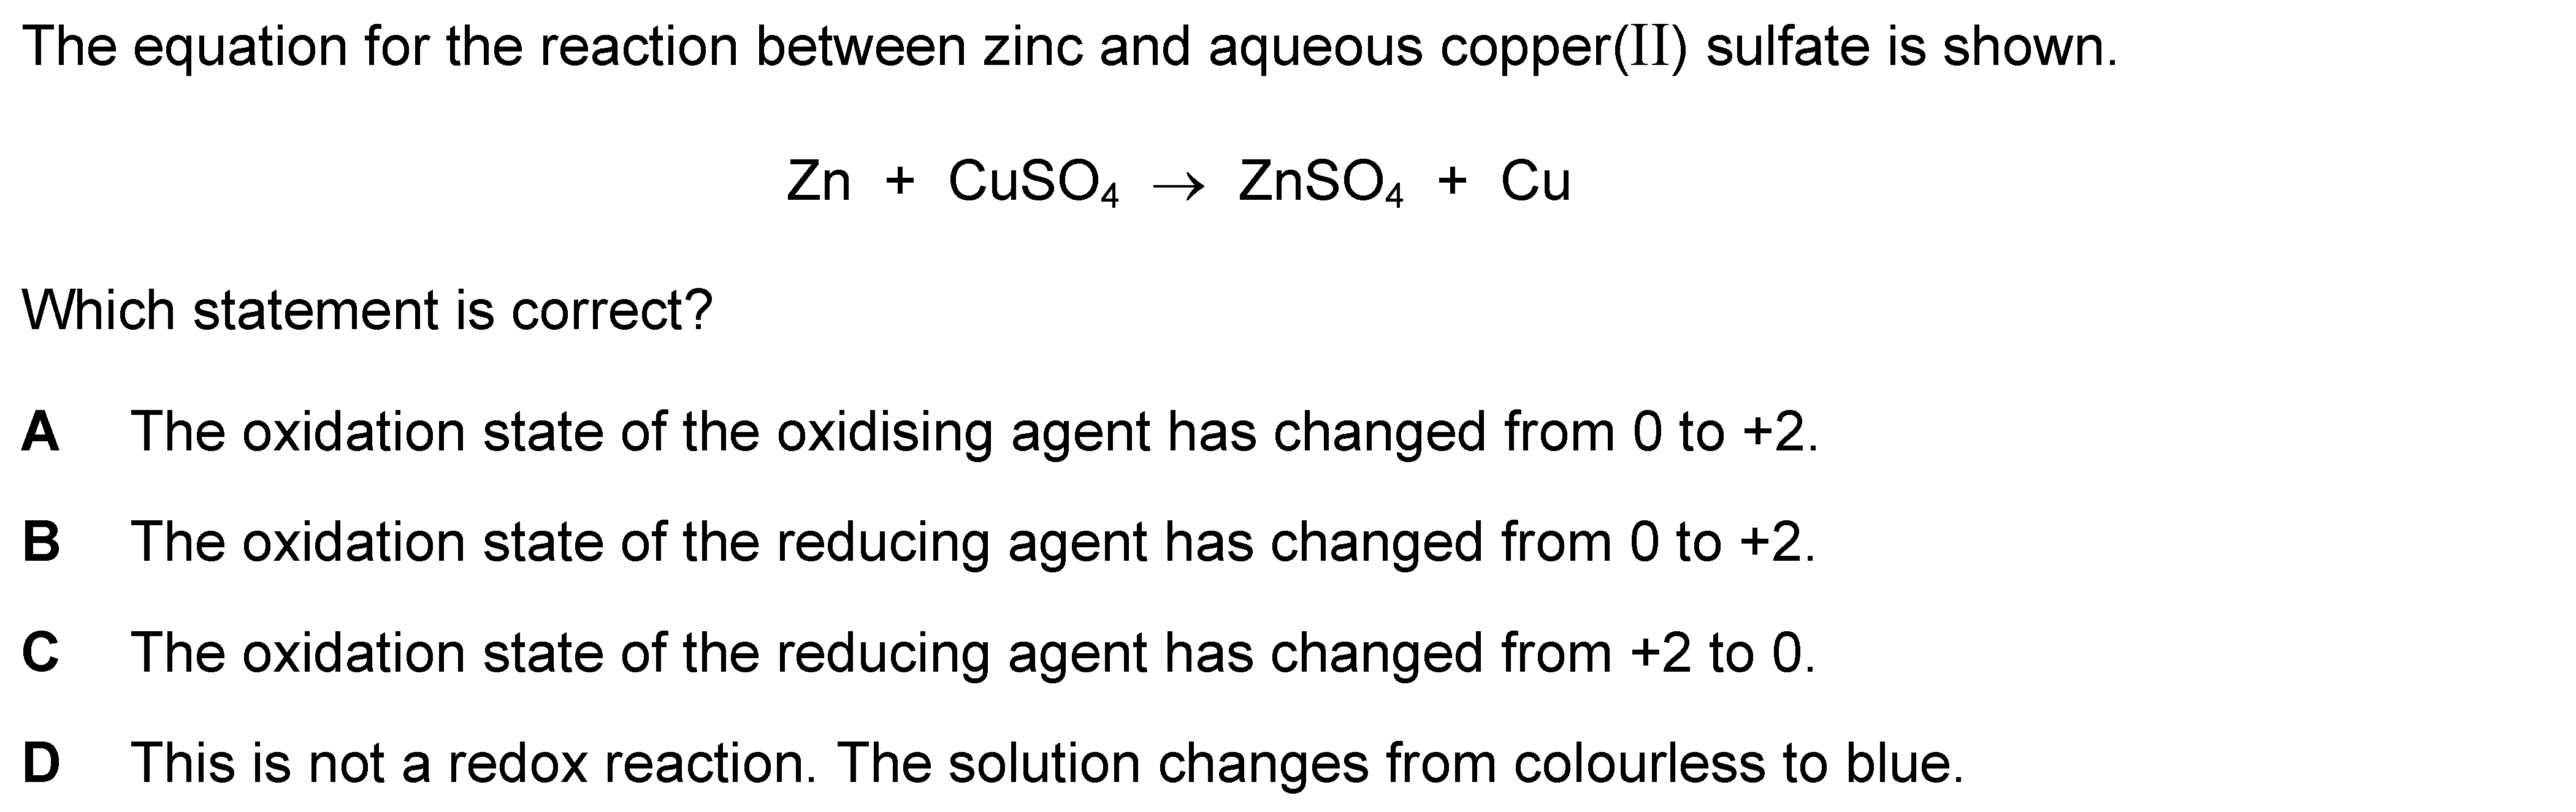 The equation for the reaction between zinc and aqueous copper(II) sulfate is shown.
Zn + CuSO₄ → ZnSO₄ + Cu
Which statement is correct?
A The oxidation state of the oxidising agent has changed from 0 to +2.
B The oxidation state of the reducing agent has changed from 0 to +2.
C The oxidation state of the reducing agent has changed from +2 to 0.
D This is not a redox reaction. The solution changes from colourless to blue.